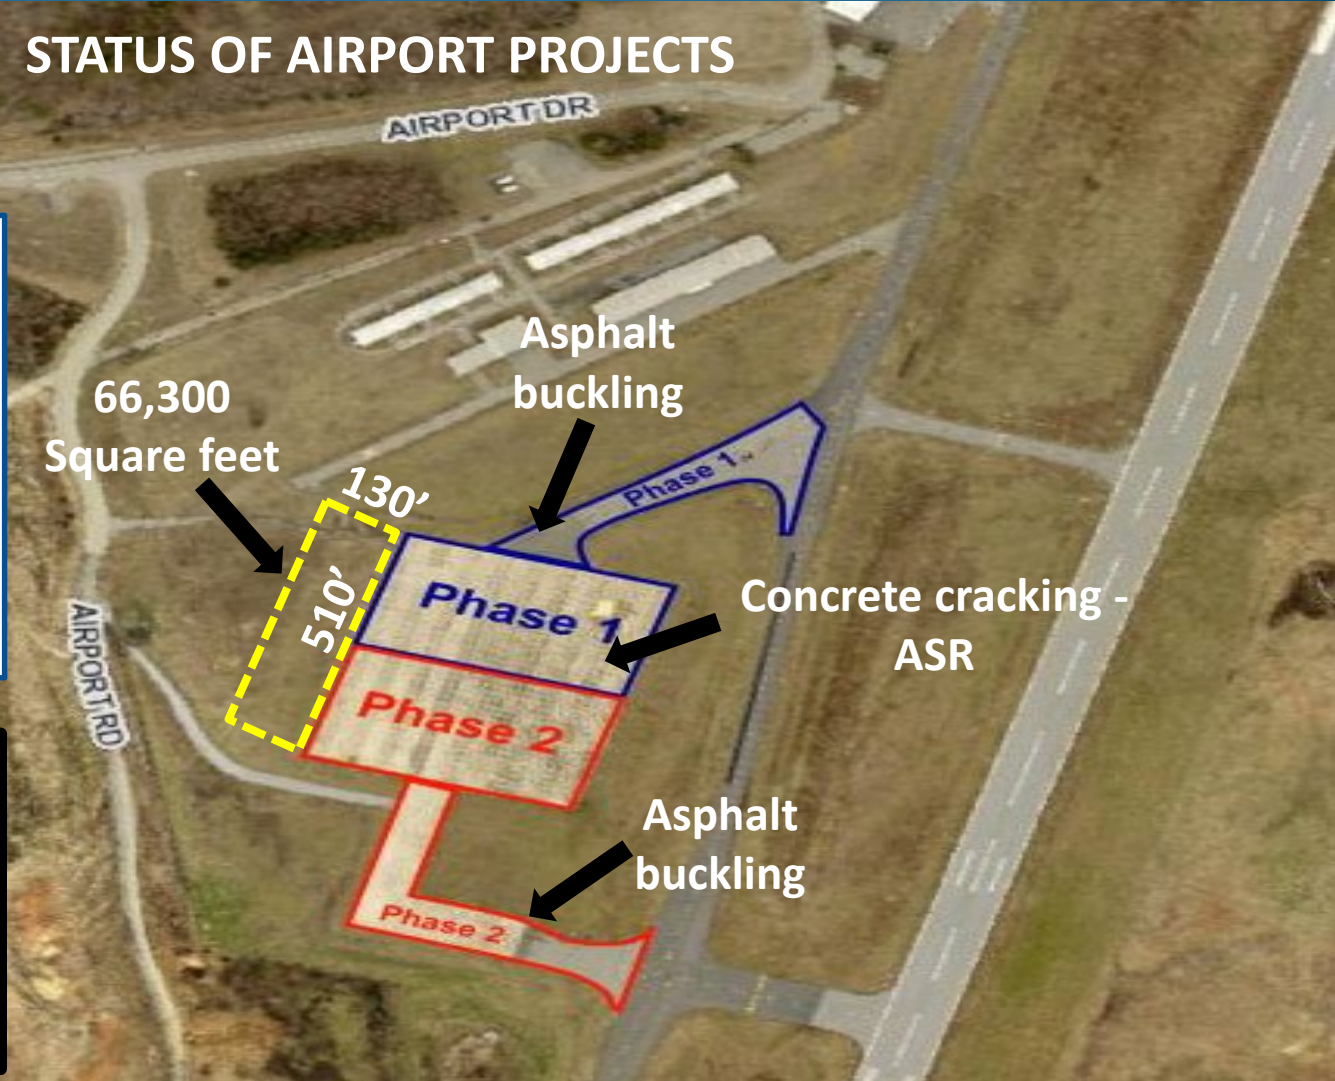 STATUS OF AIRPORT PROJECTS
AIRPORT DR
Asphalt
buckling
66,300
Square feet
130’
Phase 1
510’
Phase 1
Concrete cracking -
ASR
AIRPORT RD
Phase 2
Asphalt
buckling
Phase 2